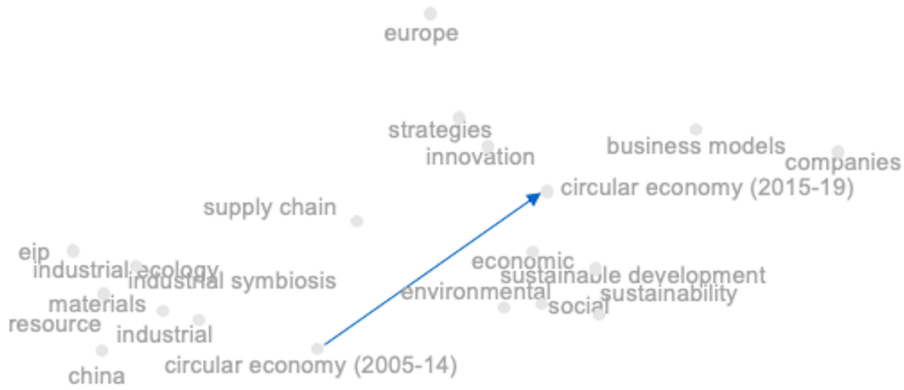 europe
strategies
innovation
business models
companies
circular economy (2015-19)
supply chain
eip
industrial ecology
industrial symbiosis
economic
sustainable development
environmental
sustainability
materials
social
resource
industrial
circular economy (2005-14)
china